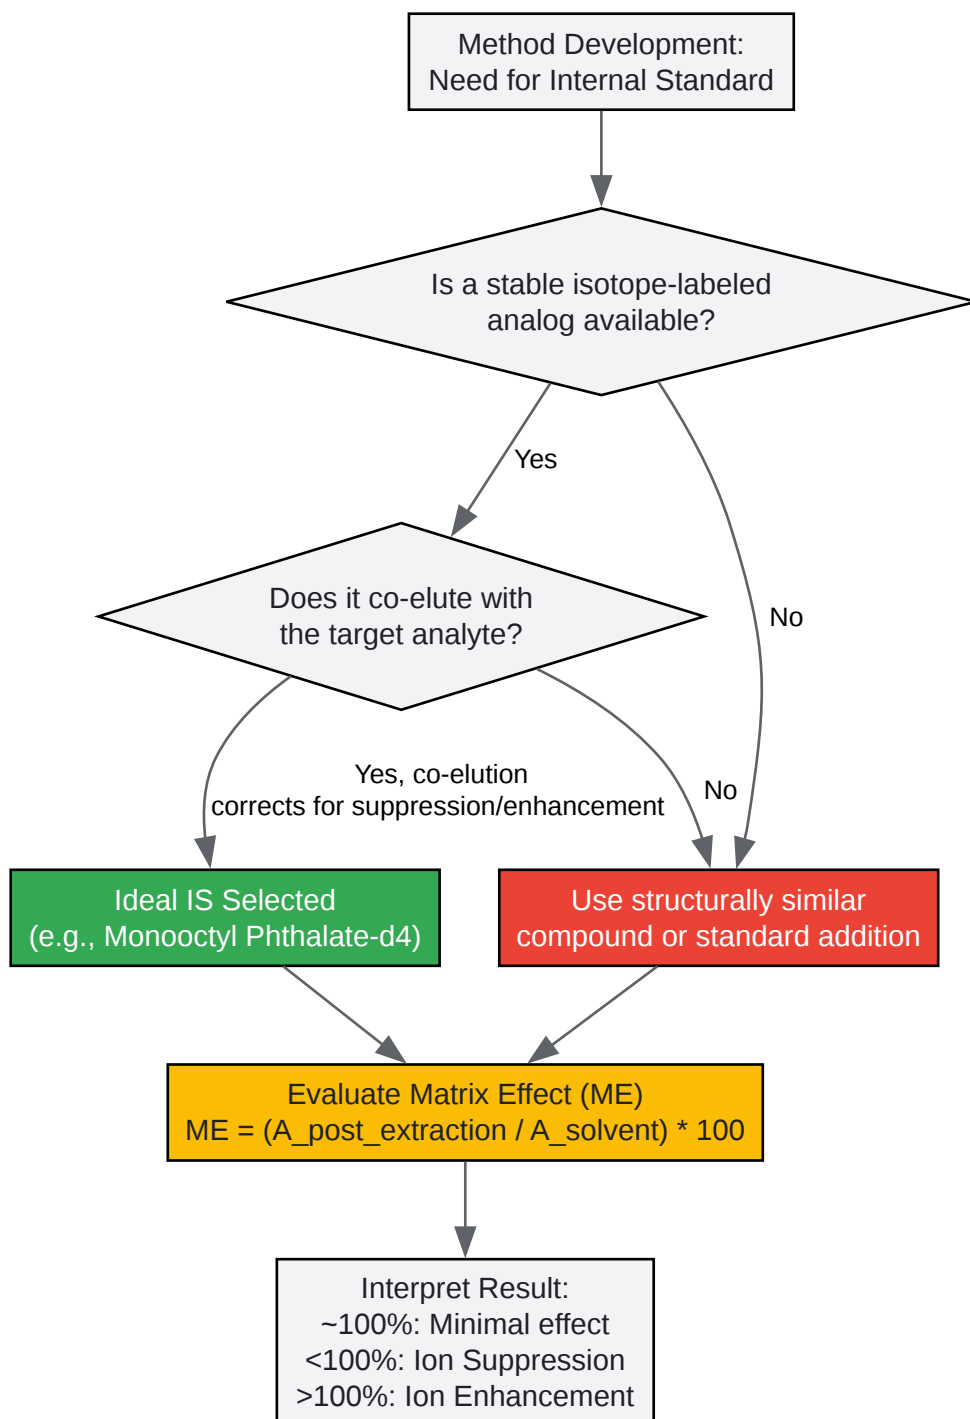 Method Development:
Need for Internal Standard
Is a stable isotope-labeled
analog available?
Yes
Does it co-elute with
the target analyte?
No
Yes, co-elution
corrects for suppression/enhancement
No
Ideal IS Selected
(e.g., Monooctyl Phthalate-d4)
Use structurally similar
compound or standard addition
Evaluate Matrix Effect (ME)
ME = (A_post_extraction / A_solvent) * 100
Interpret Result:
~100%: Minimal effect
<100%: Ion Suppression
>100%: Ion Enhancement